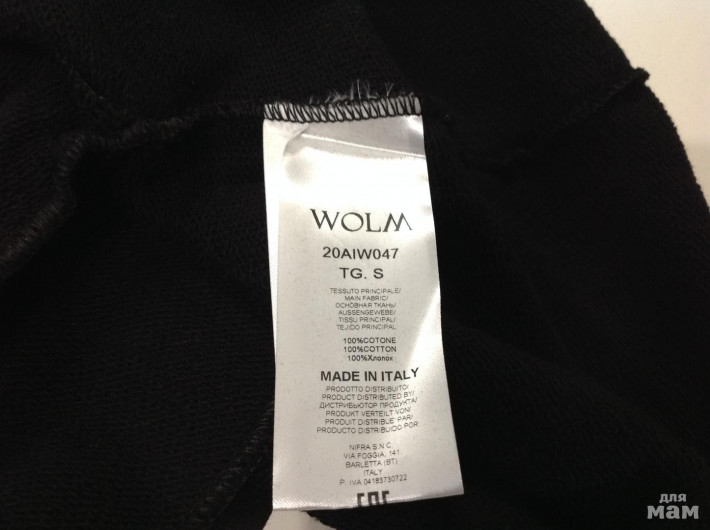 WOLM
20AIW047
TG. S
TESSUTO PRINCIPALE/
MAIN FABRIC/
ОСНОВНАЯ ТКАНЬ/
AUSSENGEWEBE/
TISSU PRINCIPAL/
TEJIDO PRINCIPAL
100%COTONE
100%COTTON
100%Хлопок
MADE IN ITALY
PRODOTTO DISTRIBUITO/
PRODUCT DISTRIBUTED BY/
ДИСТРИБЬЮТОР ПРОДУКТА/
PRODUKT VERTEILT VON/
PRODUIT DISTRIBUE PAR/
PRODUCTO DISTRIBUIDO POR
NIFRA S.N.C.
VIA FOGGIA, 141
BARLETTA (BT)
ITALY
P. IVA 04183730722
EAC
для
мам